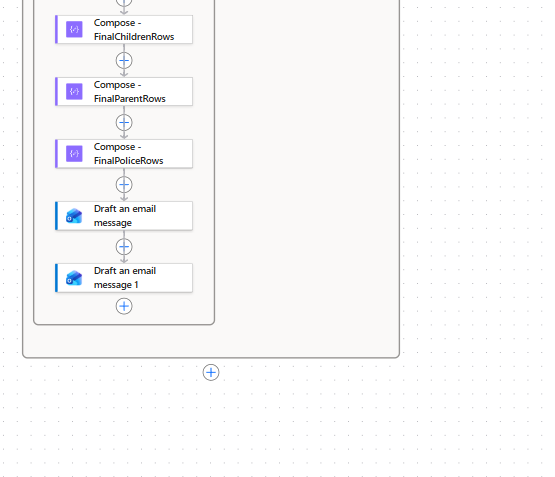 Compose -
FinalChildrenRows
Compose -
FinalParentRows
Compose -
FinalPoliceRows
Draft an email
message
Draft an email
message 1